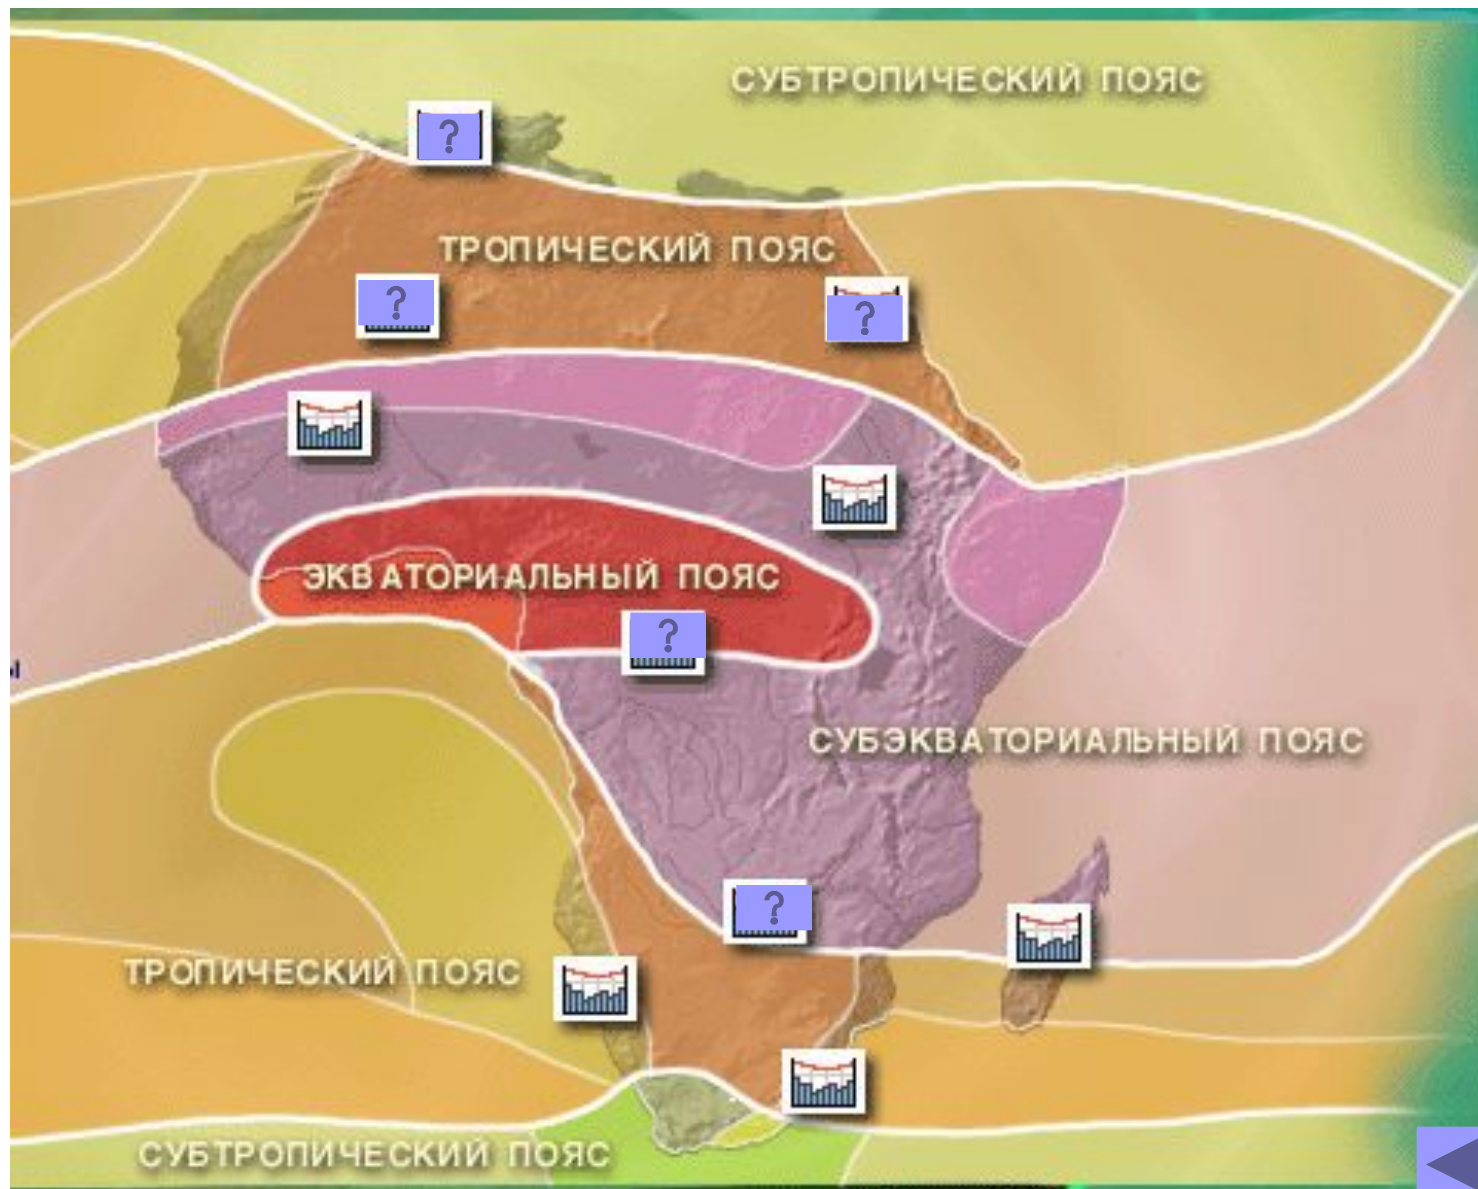 СУБТРОПИЧЕСКИЙ ПОЯС
?
ТРОПИЧЕСКИЙ ПОЯС
?
?
ЭКВАТОРИАЛЬНЫЙ ПОЯС
?
ы
СУБЭКВАТОРИАЛЬНЫЙ ПОЯС
?
ТРОПИЧЕСКИЙ ПОЯС
СУБТРОПИЧЕСКИЙ ПОЯС